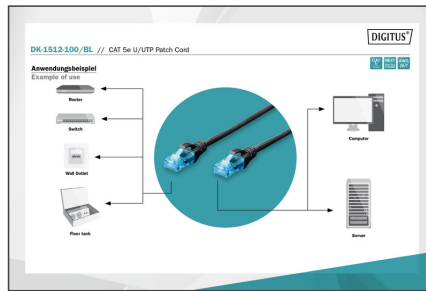 DIGITUS®
DK-1512-100/BL // CAT 5e U/UTP Patch Cord
Anwendungsbeispiel
Example of use
Router
Switch
Wall Outlet
Floor tank
Computer
Server